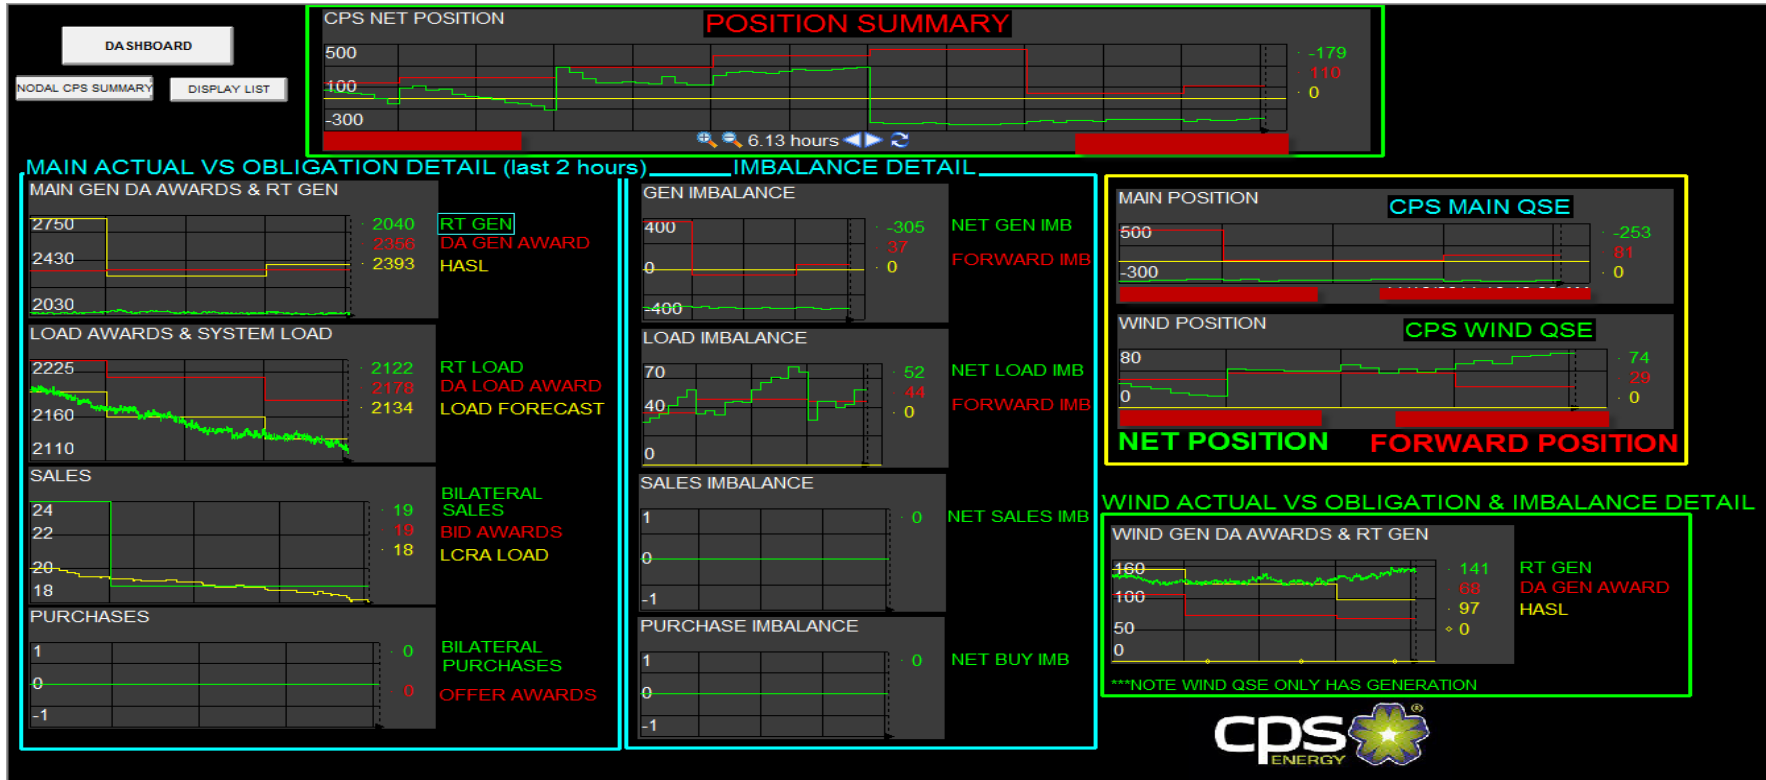 CPS NET POSITION
POSITION SUMMARY
DASHBOARD
NODAL CPS SUMMARY
DISPLAY LIST
500
100
-300
-179
110
0
6.13 hours
MAIN ACTUAL VS OBLIGATION DETAIL (last 2 hours)
MAIN GEN DA AWARDS & RT GEN
2750
2430
2030
2040 RT GEN
2356 DA GEN AWARD
2393 HASL
LOAD AWARDS & SYSTEM LOAD
2225
2160
2110
2122 RT LOAD
2178 DA LOAD AWARD
2134 LOAD FORECAST
SALES
24
22
20
18
19 BILATERAL
SALES
19 BID AWARDS
18 LCRA LOAD
PURCHASES
1
0
-1
0 BILATERAL
PURCHASES
0 OFFER AWARDS
IMBALANCE DETAIL
GEN IMBALANCE
400
0
-400
-305 NET GEN IMB
37 FORWARD IMB
0
LOAD IMBALANCE
70
40
0
52 NET LOAD IMB
44 FORWARD IMB
0
SALES IMBALANCE
1
0
-1
0 NET SALES IMB
PURCHASE IMBALANCE
1
0
-1
0 NET BUY IMB
MAIN POSITION
CPS MAIN QSE
500
-300
-253
81
0
WIND POSITION
CPS WIND QSE
80
0
74
29
0
NET POSITION FORWARD POSITION
WIND ACTUAL VS OBLIGATION & IMBALANCE DETAIL
WIND GEN DA AWARDS & RT GEN
160
100
50
0
141 RT GEN
68 DA GEN AWARD
97 HASL
0
***NOTE WIND QSE ONLY HAS GENERATION
cps
ENERGY
®